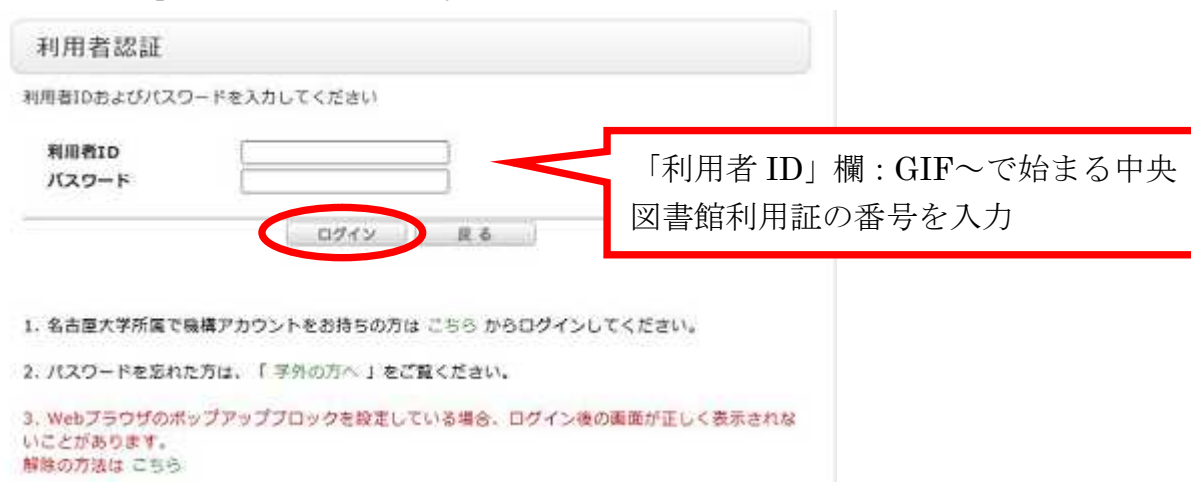 利用者認証
利用者IDおよびパスワードを入力してください
利用者ID
パスワード
「利用者 ID」欄：GIF～で始まる中央
図書館利用証の番号を入力
ログイン 戻る
1. 名古屋大学所属で機構アカウントをお持ちの方は こちら からログインしてください。
2. パスワードを忘れた方は、「 学外の方へ 」をご覧ください。
3. Webブラウザのポップアップブロックを設定している場合、ログイン後の画面が正しく表示されな
いことがあります。
解除の方法は こちら